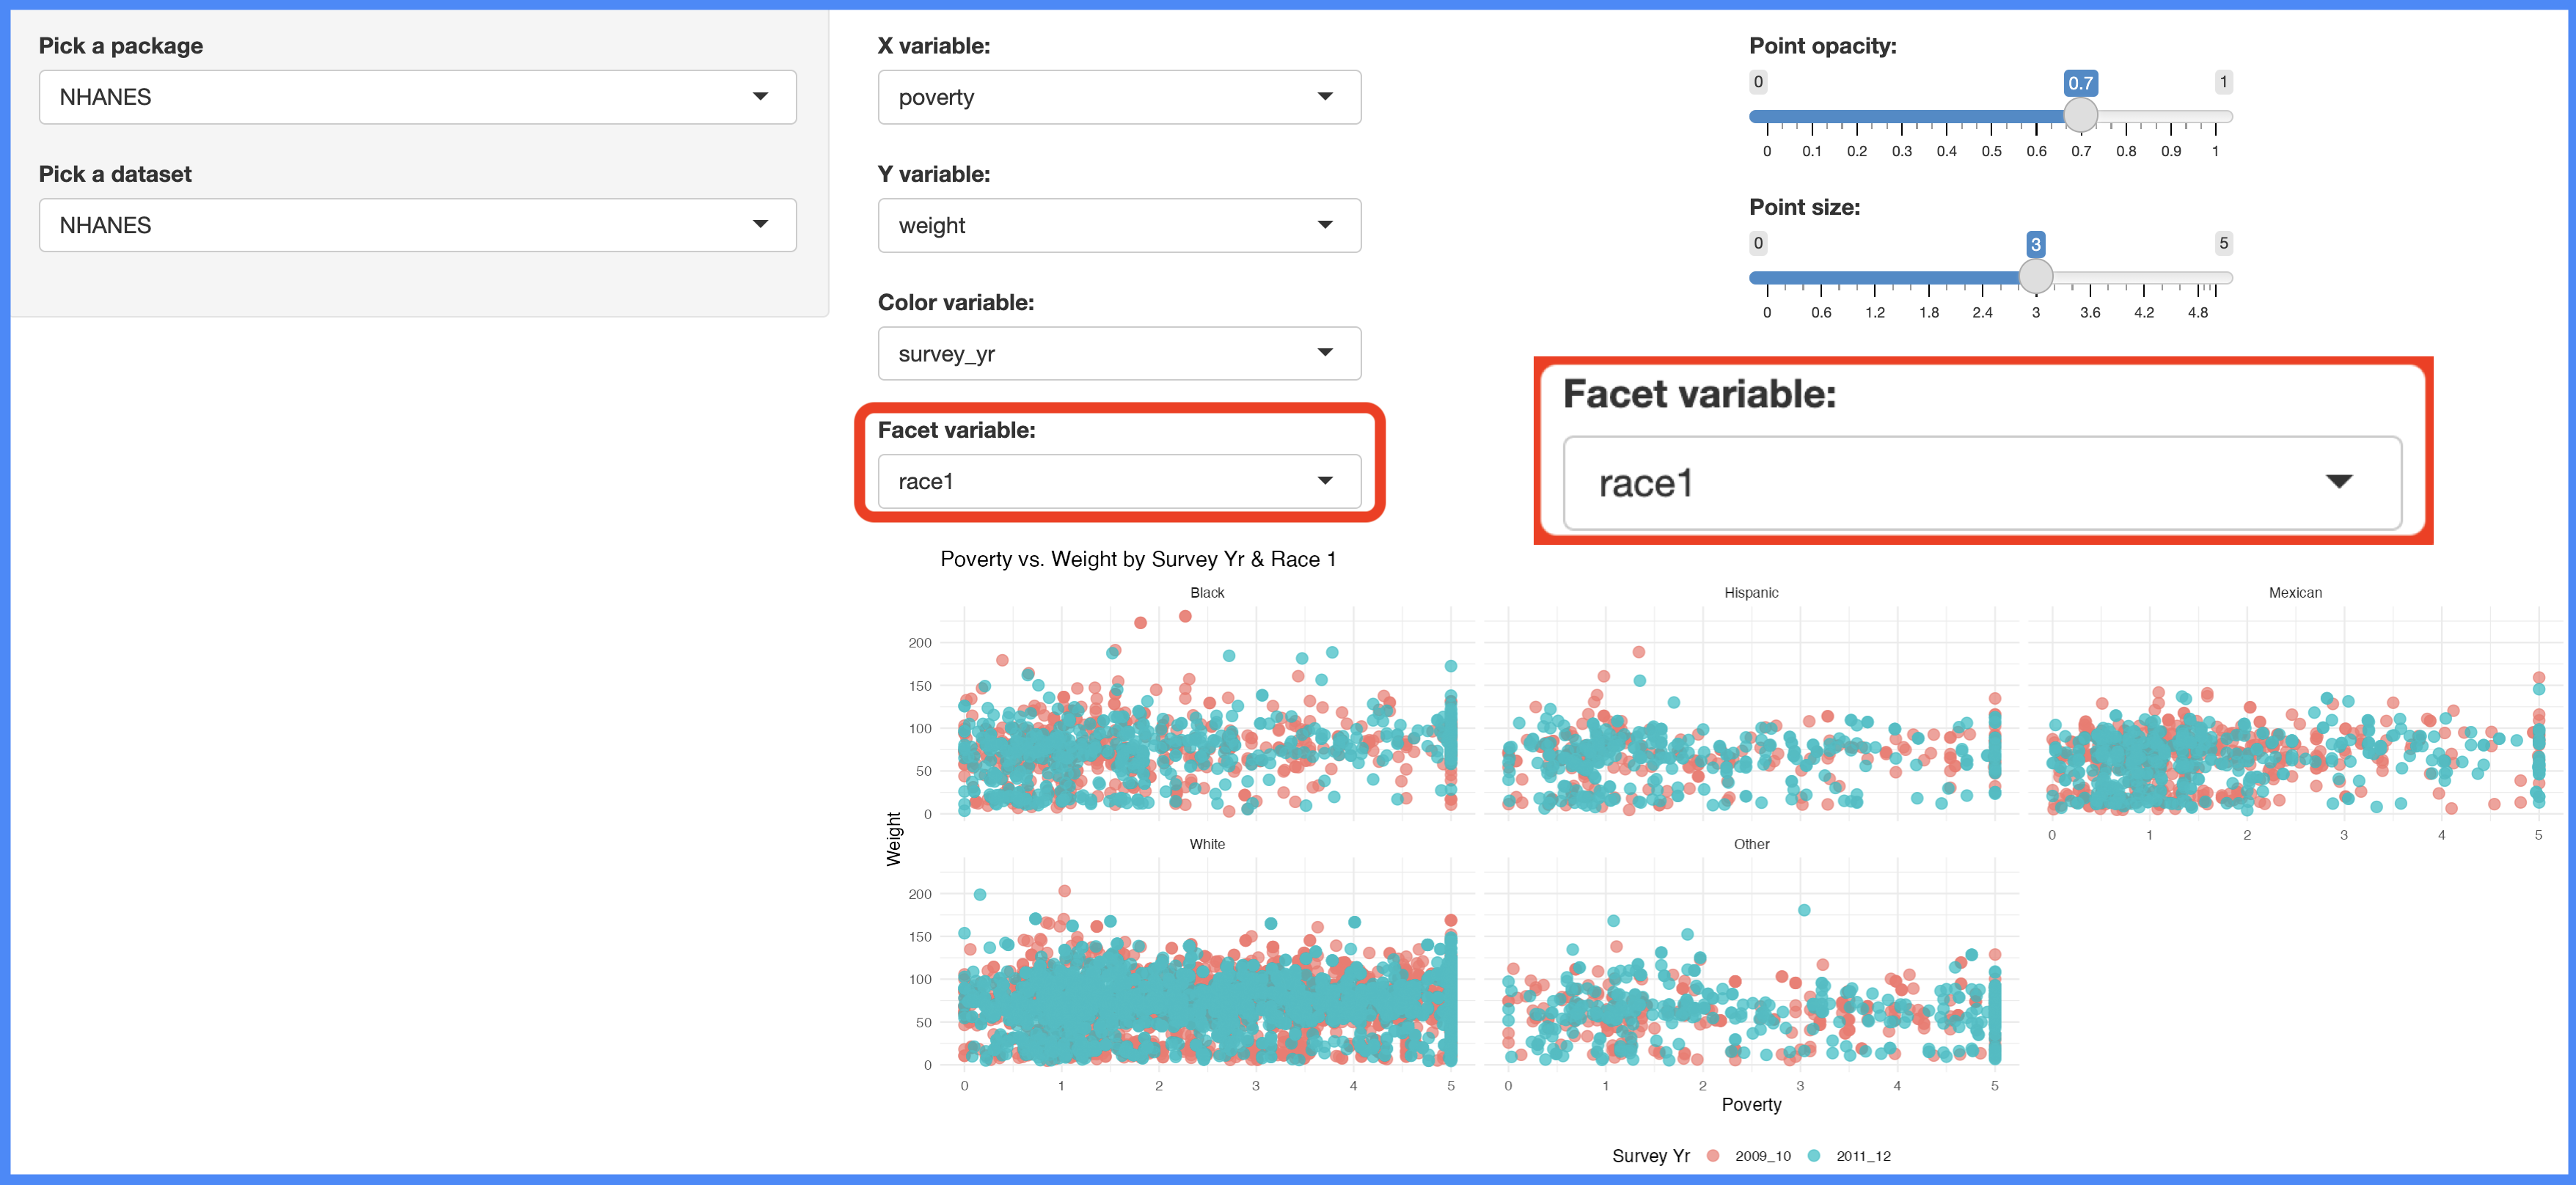 Pick a package
NHANES
Pick a dataset
NHANES
X variable:
poverty
Y variable:
weight
Color variable:
survey_yr
Facet variable:
race1
Point opacity:
0 0.7 1
0 0.1 0.2 0.3 0.4 0.5 0.6 0.7 0.8 0.9 1
Point size:
0 3 5
0 0.6 1.2 1.8 2.4 3 3.6 4.2 4.8
Facet variable:
race1
Poverty vs. Weight by Survey Yr & Race 1
Black Hispanic Mexican
200
150
100
50
0
0 1 2 3 4 5
Weight
White Other
200
150
100
50
0
0 1 2 3 4 5 0 1 2 3 4 5
Poverty
Survey Yr 2009_10 2011_12